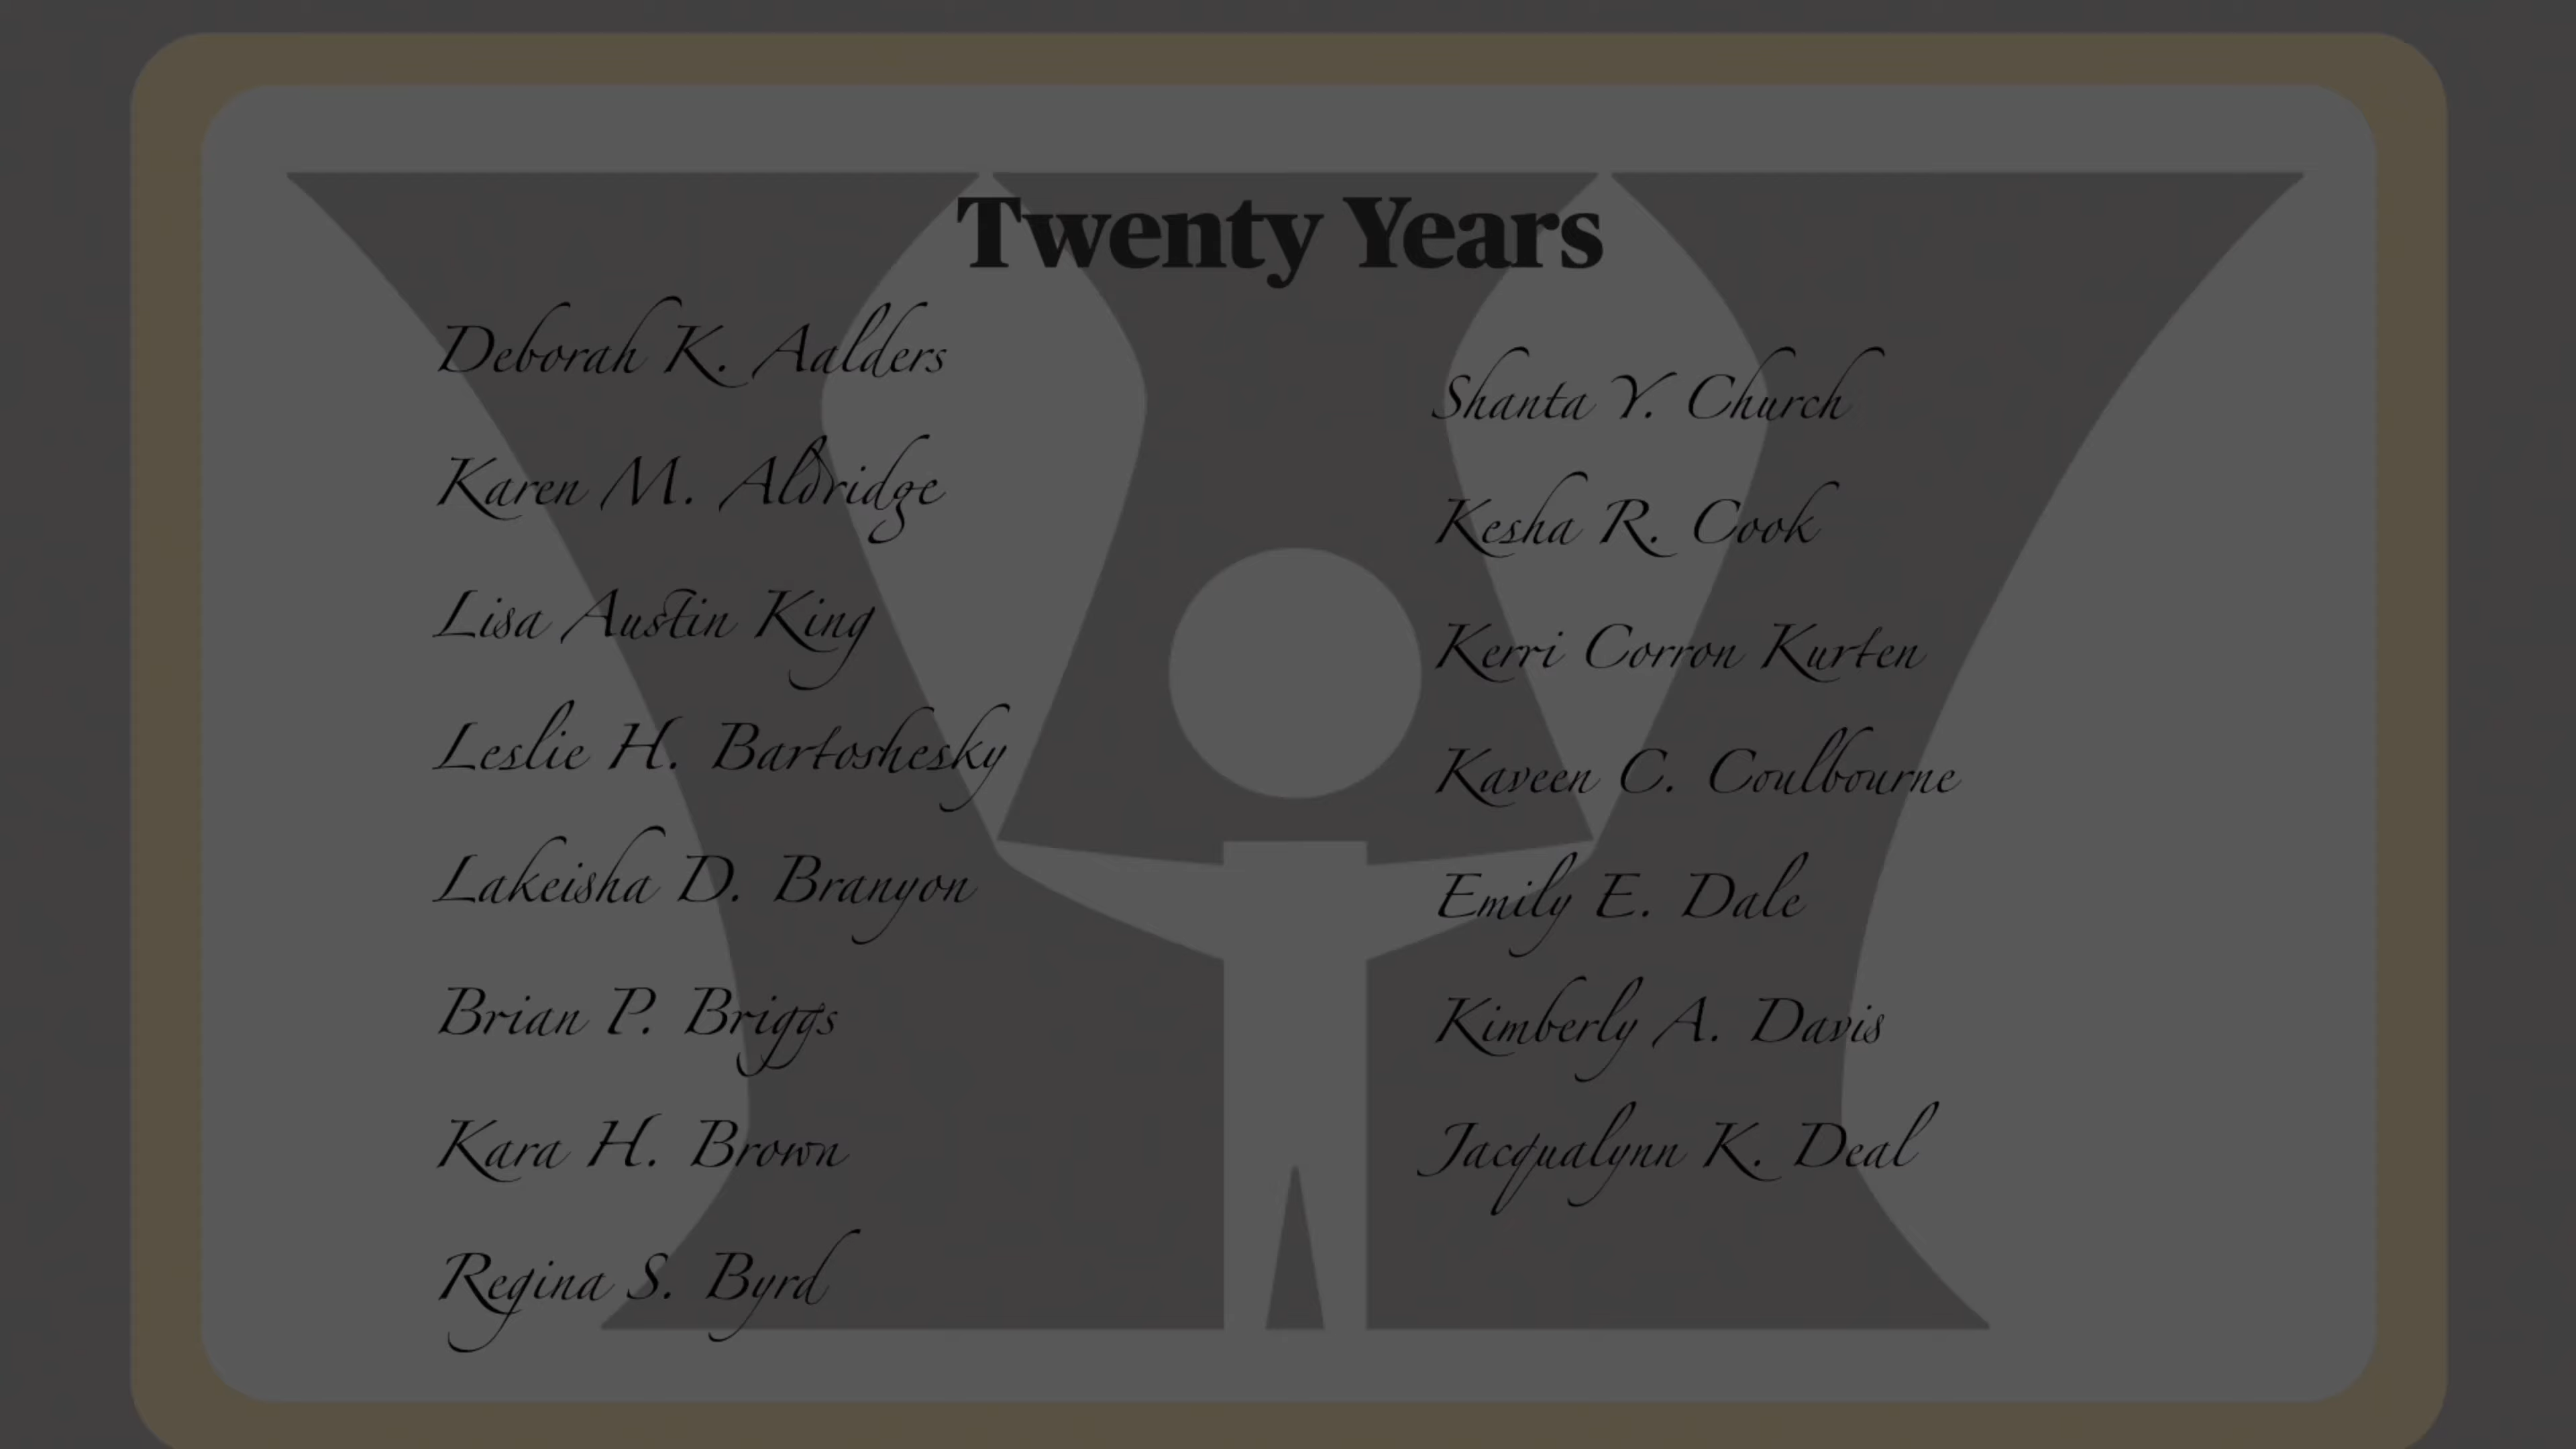 Twenty Years
Deborah K. Aalders
Karen M. Aldridge
Lisa Austin King
Leslie H. Bartoshesky
Lakeisha D. Branyon
Brian P. Briggs
Kara H. Brown
Regina S. Byrd
Shanta Y. Church
Kesha R. Cook
Kerri Corron Kurten
Kaveen C. Coulbourne
Emily E. Dale
Kimberly A. Davis
Jacqualynn K. Deal